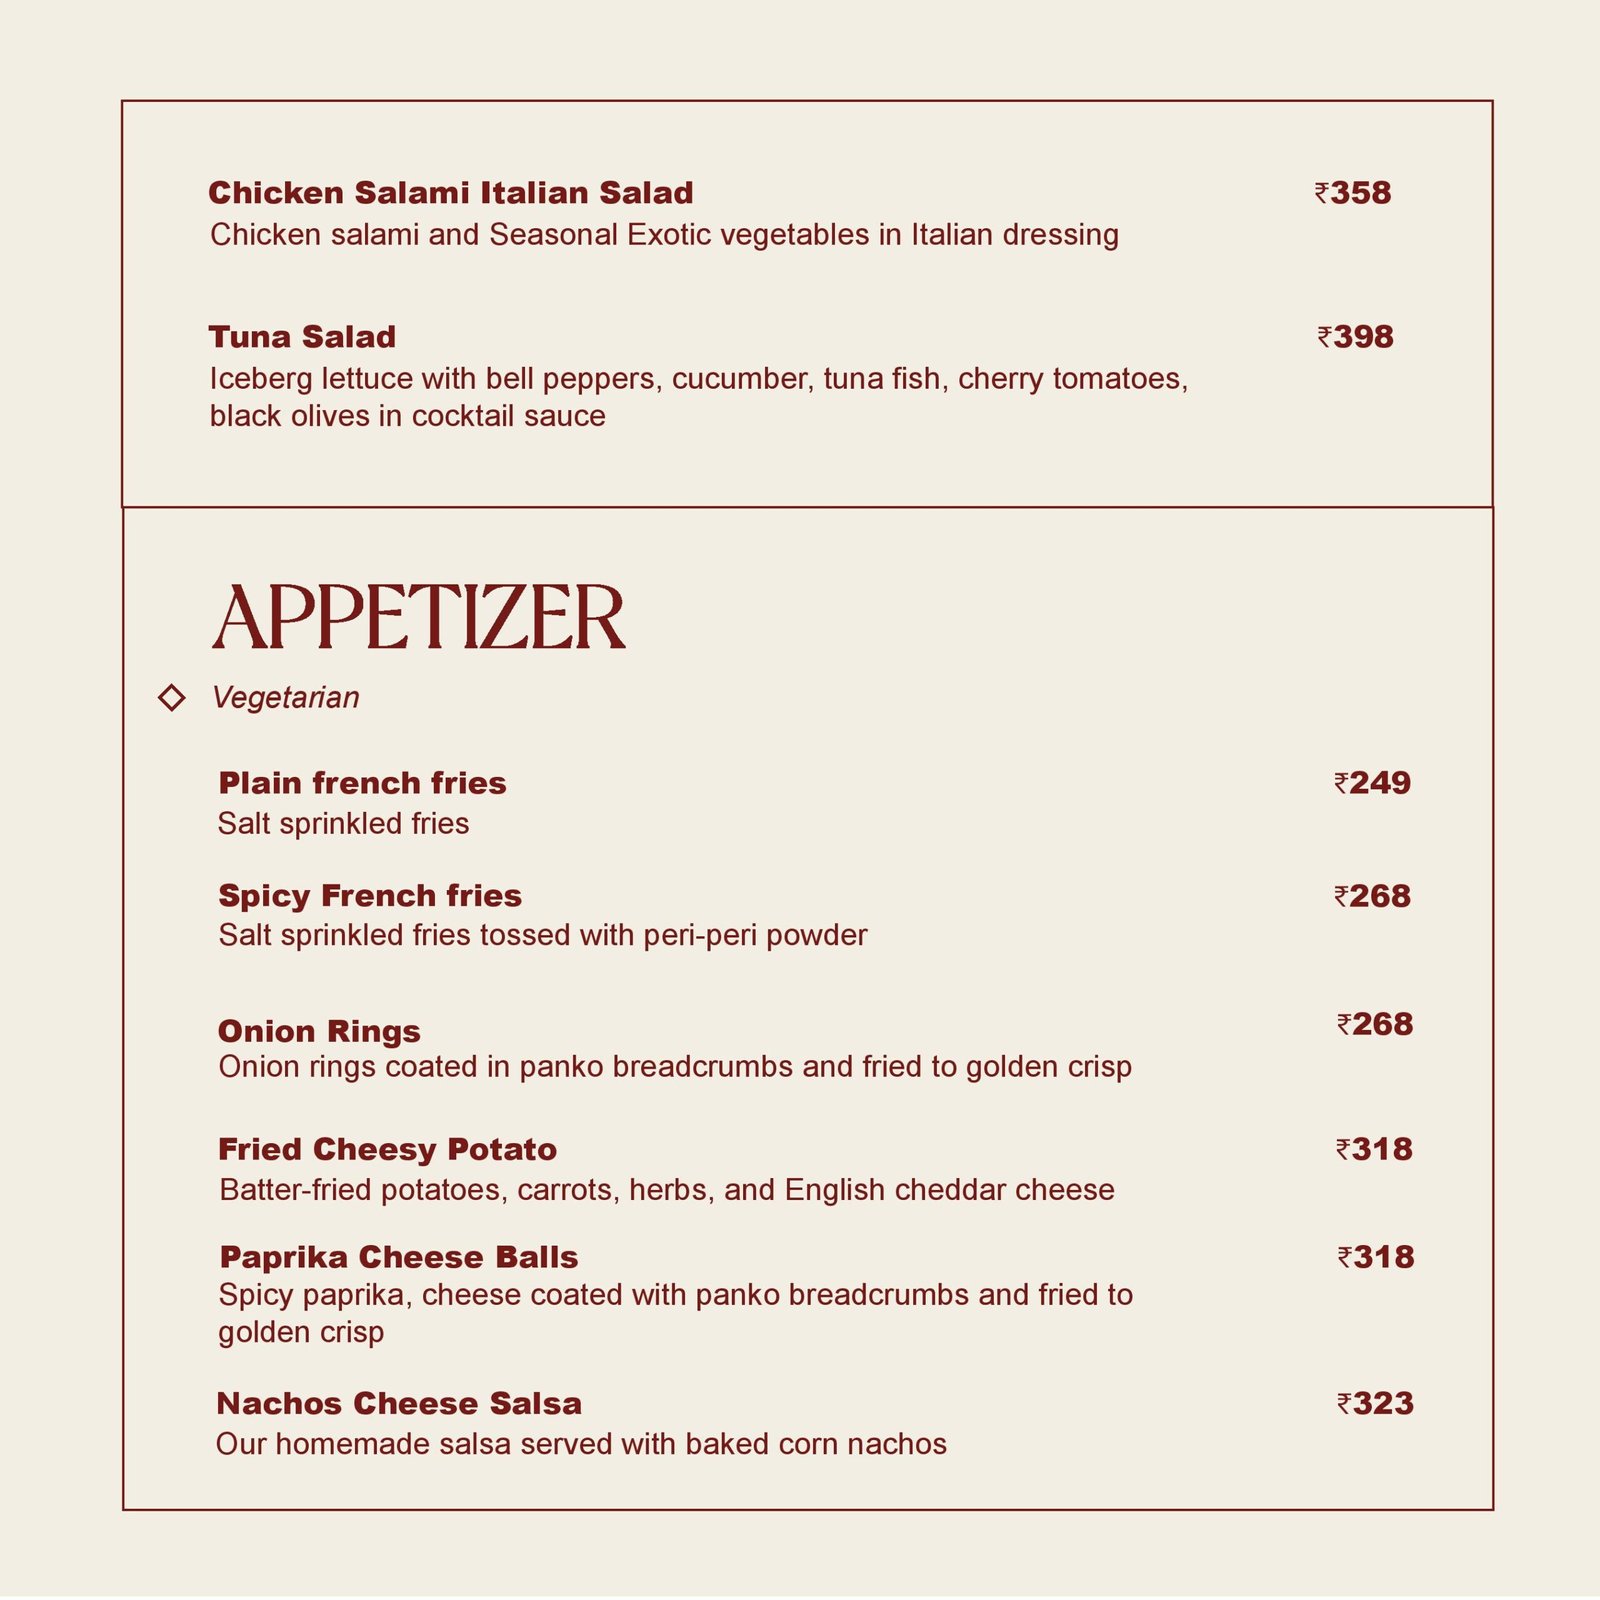 Chicken Salami Italian Salad ₹358
Chicken salami and Seasonal Exotic vegetables in Italian dressing
Tuna Salad ₹398
Iceberg lettuce with bell peppers, cucumber, tuna fish, cherry tomatoes,
black olives in cocktail sauce
APPETIZER
Vegetarian
Plain french fries ₹249
Salt sprinkled fries
Spicy French fries ₹268
Salt sprinkled fries tossed with peri-peri powder
Onion Rings ₹268
Onion rings coated in panko breadcrumbs and fried to golden crisp
Fried Cheesy Potato ₹318
Batter-fried potatoes, carrots, herbs, and English cheddar cheese
Paprika Cheese Balls ₹318
Spicy paprika, cheese coated with panko breadcrumbs and fried to
golden crisp
Nachos Cheese Salsa ₹323
Our homemade salsa served with baked corn nachos